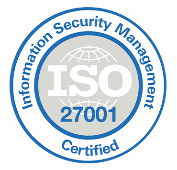 Information Security Management
ISO
27001
Certified